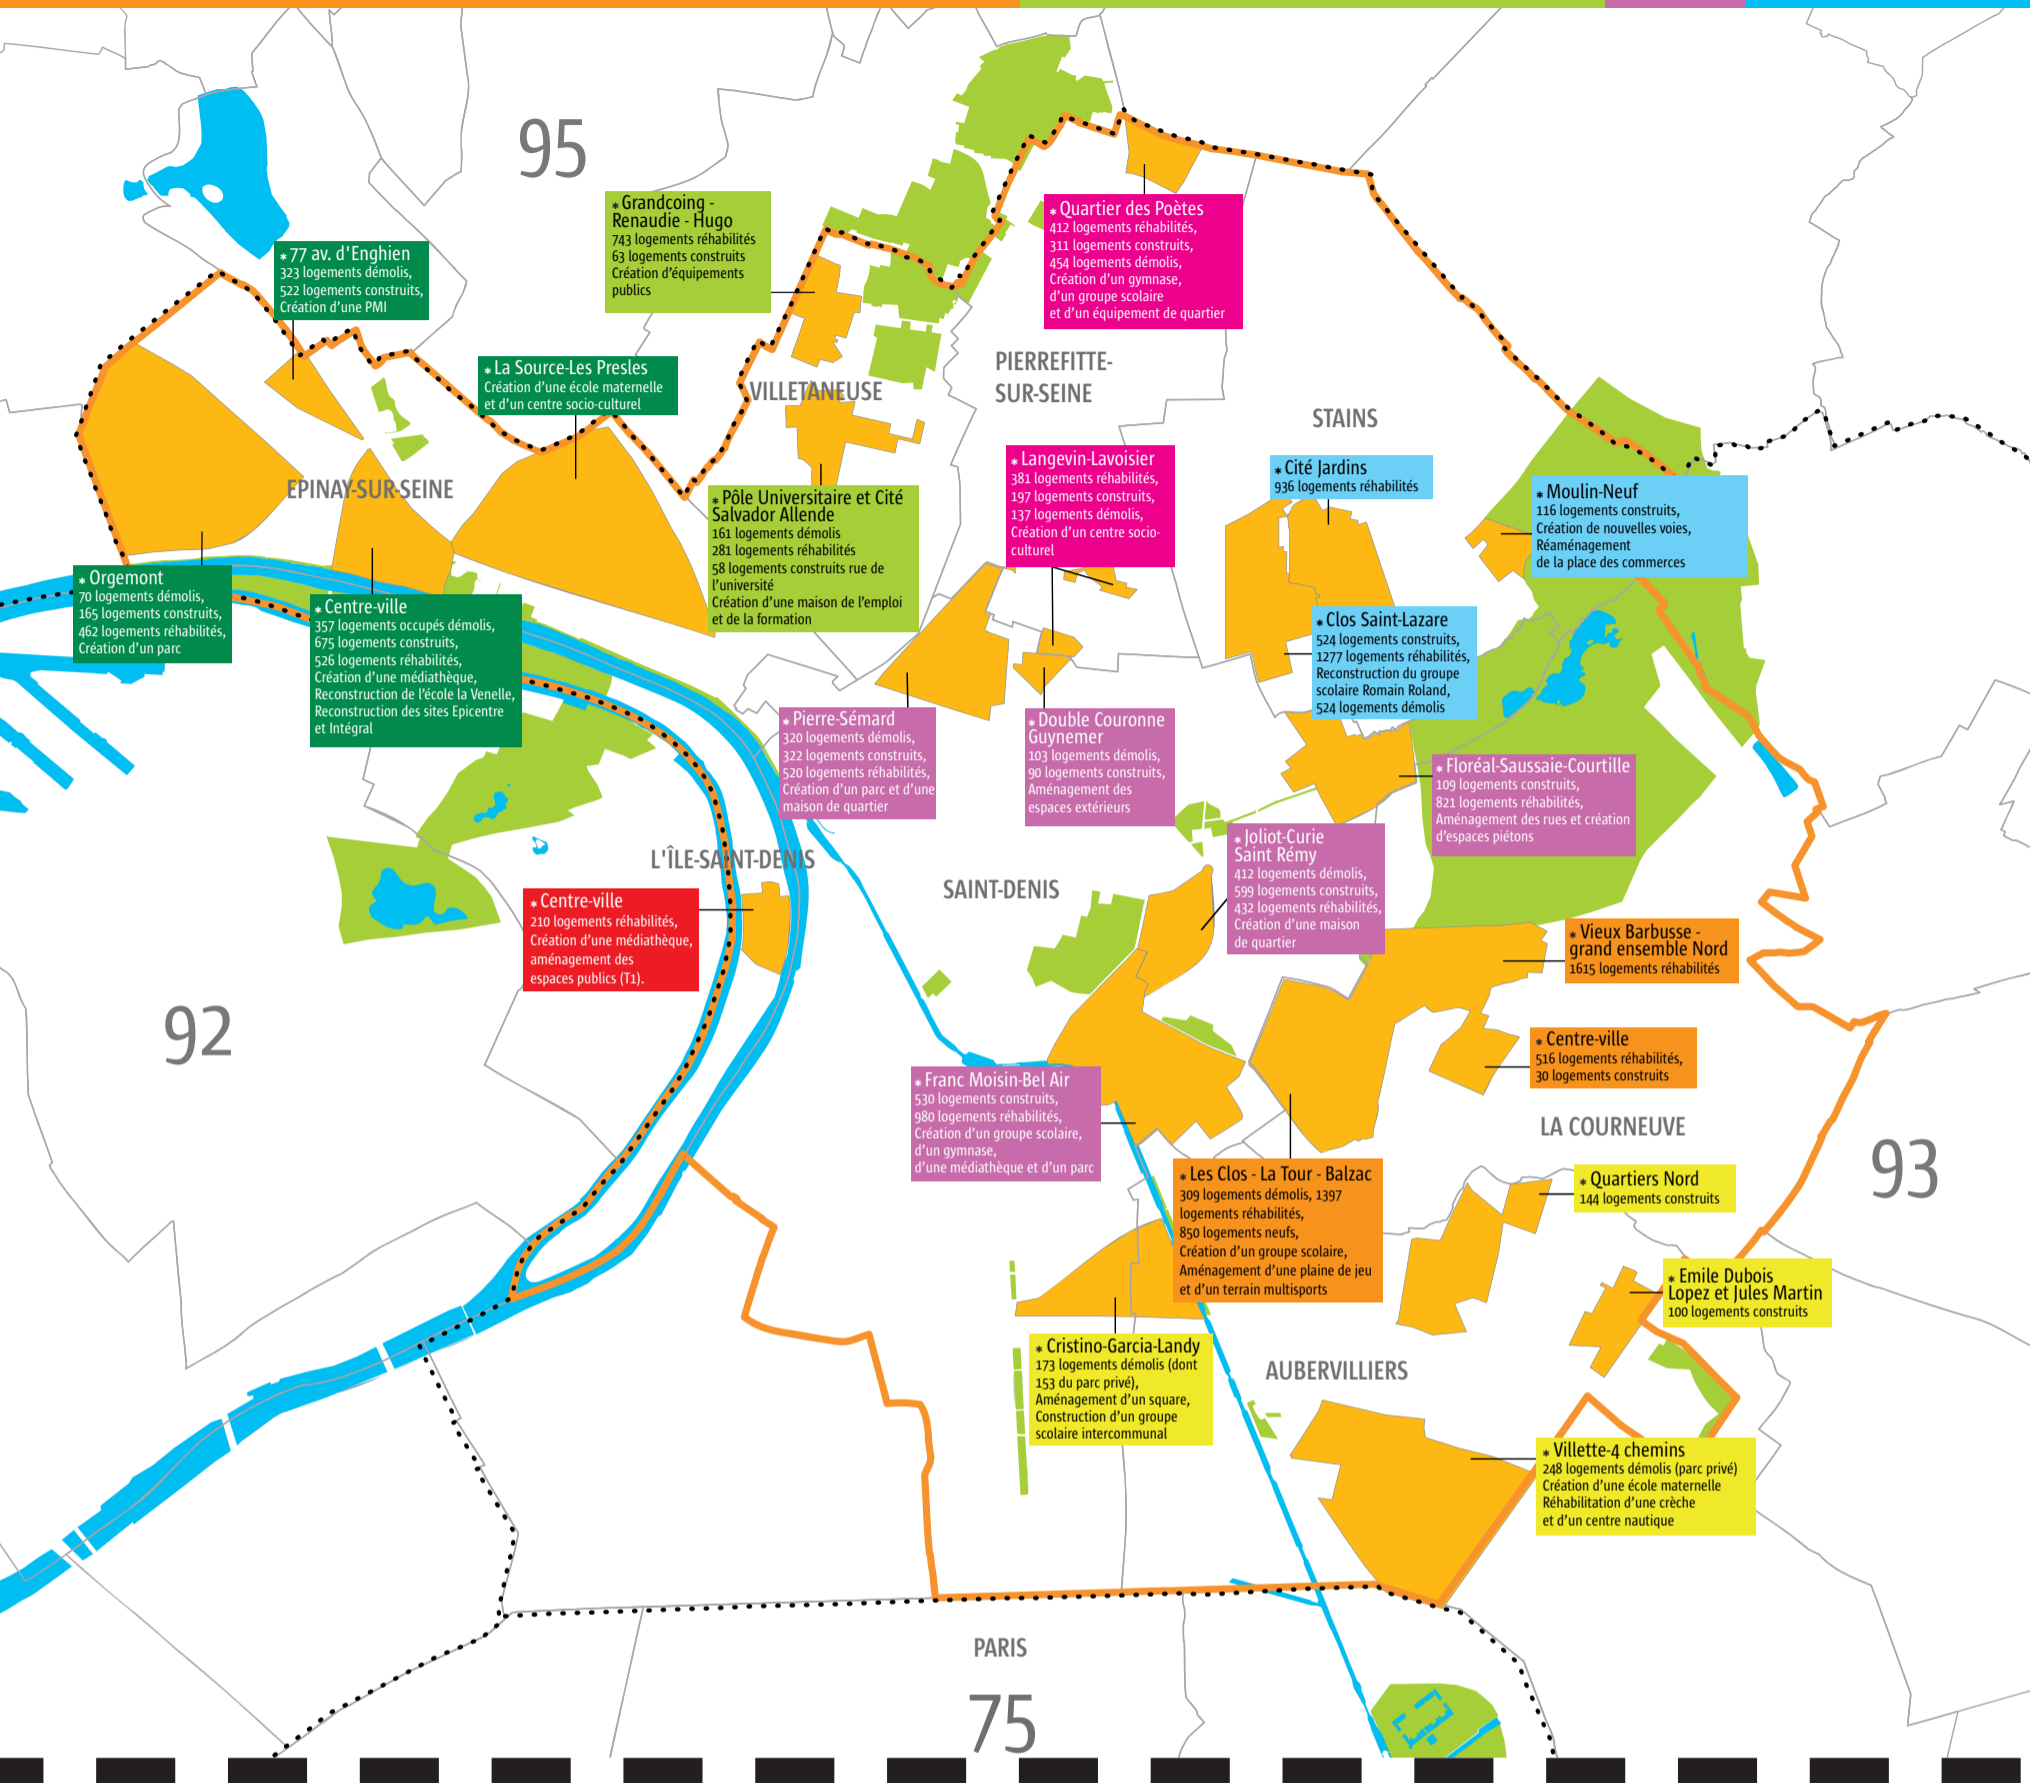 95
* Grandcoing -
Renaudie - Hugo
743 logements réhabilités
63 logements construits
Création d'équipements
publics
* Quartier des Poètes
412 logements réhabilités,
311 logements construits,
454 logements démolis,
Création d'un gymnase,
d'un groupe scolaire
et d'un équipement de quartier
* 77 av. d'Enghien
323 logements démolis,
522 logements construits,
Création d'une PMI
* La Source-Les Presles
Création d'une école maternelle
et d'un centre socio-culturel
VILLETANEUSE
PIERREFITTE-
SUR-SEINE
STAINS
EPINAY-SUR-SEINE
* Langevin-Lavoisier
381 logements réhabilités,
197 logements construits,
137 logements démolis,
Création d'un centre socio-
culturel
* Cité Jardins
936 logements réhabilités
* Moulin-Neuf
116 logements construits,
Création de nouvelles voies,
Réaménagement
de la place des commerces
* Pôle Universitaire et Cité
Salvador Allende
161 logements démolis
281 logements réhabilités
58 logements construits rue de
l'université
Création d'une maison de l'emploi
et de la formation
* Orgemont
70 logements démolis,
165 logements construits,
462 logements réhabilités,
Création d'un parc
* Centre-ville
357 logements occupés démolis,
675 logements construits,
526 logements réhabilités,
Création d'une médiathèque,
Reconstruction de l'école la Venelle,
Reconstruction des sites Epicentre
et Intégral
* Clos Saint-Lazare
524 logements construits,
1277 logements réhabilités,
Reconstruction du groupe
scolaire Romain Roland,
524 logements démolis
* Pierre-Sémard
320 logements démolis,
322 logements construits,
520 logements réhabilités,
Création d'un parc et d'une
maison de quartier
* Double Couronne
Guynemer
103 logements démolis,
90 logements construits,
Aménagement des
espaces extérieurs
* Floréal-Saussaie-Courtille
109 logements construits,
821 logements réhabilités,
Aménagement des rues et création
d'espaces piétons
* Joliot-Curie
Saint Rémy
412 logements démolis,
599 logements construits,
432 logements réhabilités,
Création d'une maison
de quartier
L'ÎLE-SAINT-DENIS
SAINT-DENIS
* Centre-ville
210 logements réhabilités,
Création d'une médiathèque,
aménagement des
espaces publics (T1).
* Vieux Barbusse -
grand ensemble Nord
1615 logements réhabilités
92
* Centre-ville
516 logements réhabilités,
30 logements construits
* Franc Moisin-Bel Air
530 logements construits,
980 logements réhabilités,
Création d'un groupe scolaire,
d'un gymnase,
d'une médiathèque et d'un parc
LA COURNEUVE
93
* Les Clos - La Tour - Balzac
309 logements démolis, 1397
logements réhabilités,
850 logements neufs,
Création d'un groupe scolaire,
Aménagement d'une plaine de jeu
et d'un terrain multisports
* Quartiers Nord
144 logements construits
* Emile Dubois
Lopez et Jules Martin
100 logements construits
* Cristino-Garcia-Landy
173 logements démolis (dont
153 du parc privé),
Aménagement d'un square,
Construction d'un groupe
scolaire intercommunal
AUBERVILLIERS
* Villette-4 chemins
248 logements démolis (parc privé)
Création d'une école maternelle
Réhabilitation d'une crèche
et d'un centre nautique
PARIS
75